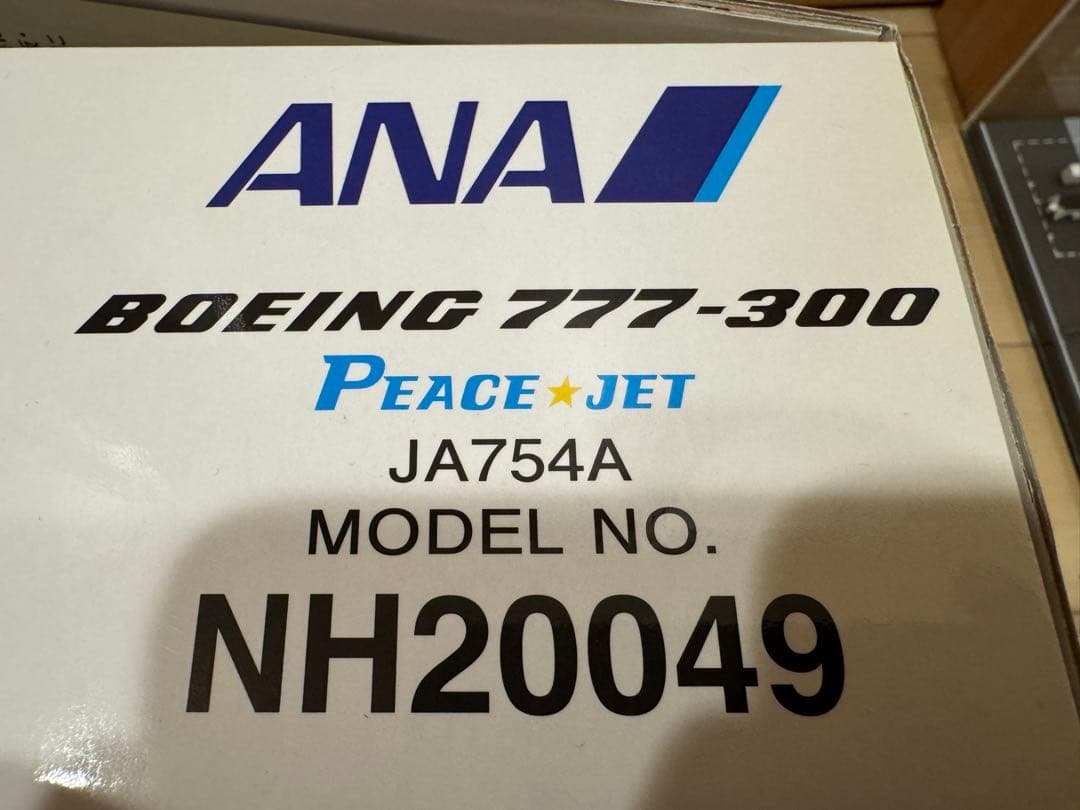 ANA
BOEING 777-300
PEACE★JET
JA754A
MODEL NO.
NH20049